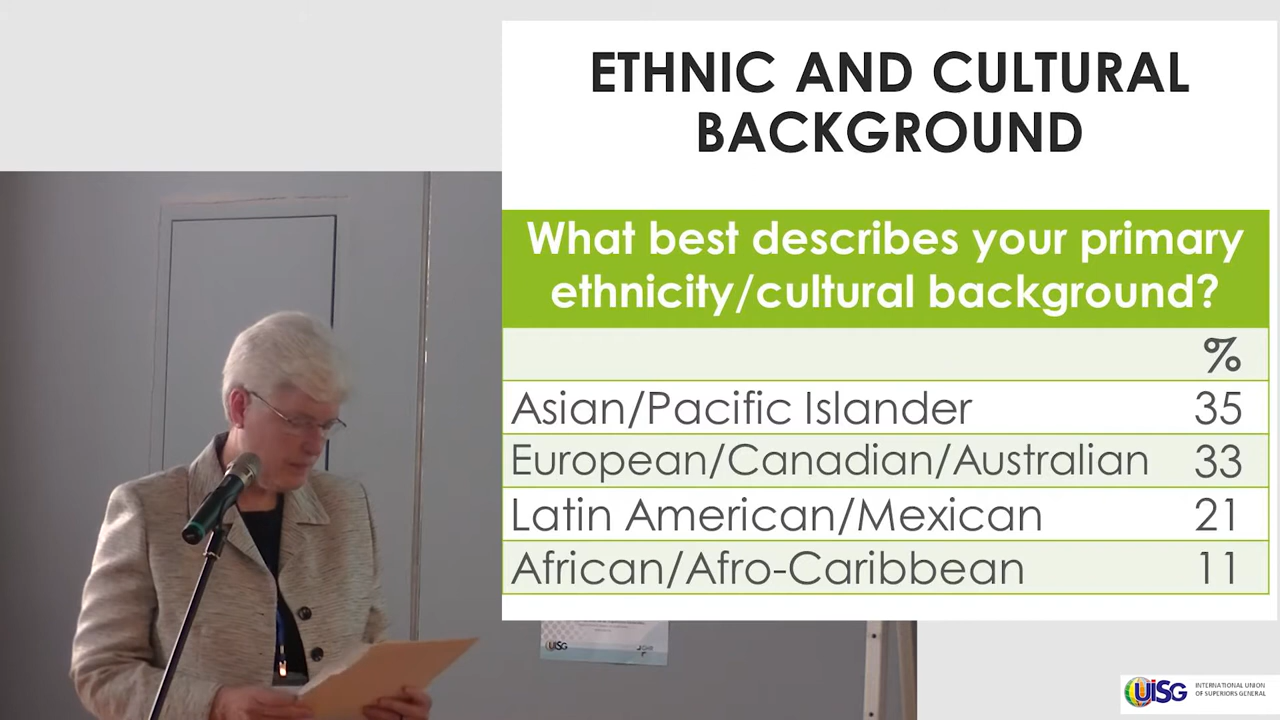 ETHNIC AND CULTURAL
BACKGROUND
What best describes your primary
ethnicity/cultural background?
%
Asian/Pacific Islander 35
European/Canadian/Australian 33
Latin American/Mexican 21
African/Afro-Caribbean 11
UISG
UISG
INTERNATIONAL UNION
OF SUPERIORS GENERAL